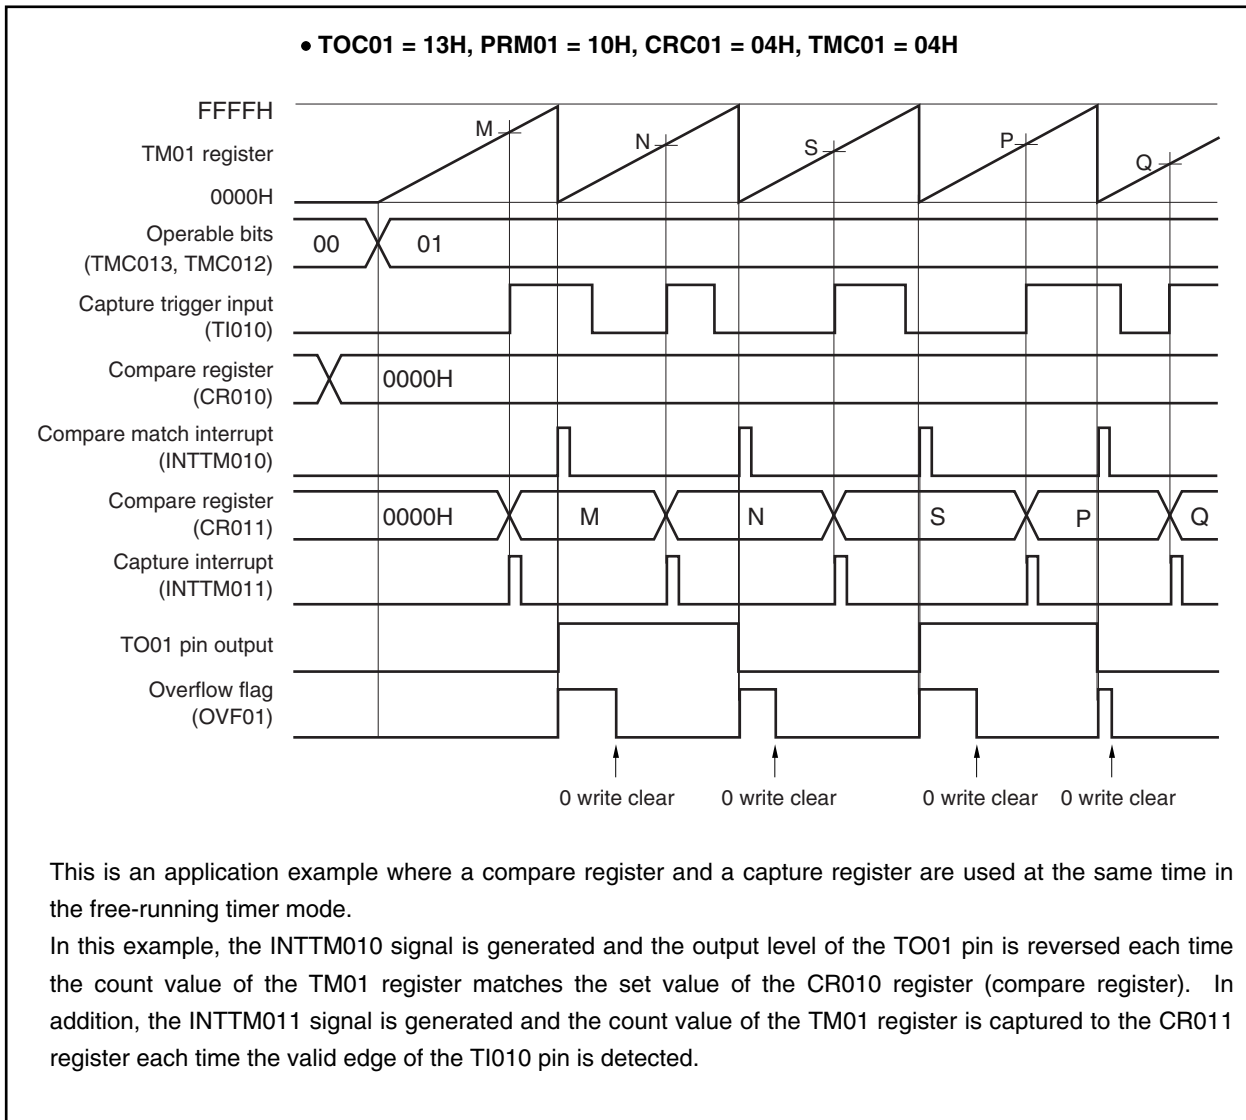 • TOC01 = 13H, PRM01 = 10H, CRC01 = 04H, TMC01 = 04H
FFFFH
TM01 register
0000H
M
N
S
P
Q
Operable bits
(TMC013, TMC012)
00
01
Capture trigger input
(TI010)
Compare register
(CR010)
0000H
Compare match interrupt
(INTTM010)
Compare register
(CR011)
0000H
M
N
S
P
Q
Capture interrupt
(INTTM011)
TO01 pin output
Overflow flag
(OVF01)
0 write clear
0 write clear
0 write clear
0 write clear
This is an application example where a compare register and a capture register are used at the same time in
the free-running timer mode.
In this example, the INTTM010 signal is generated and the output level of the TO01 pin is reversed each time
the count value of the TM01 register matches the set value of the CR010 register (compare register). In
addition, the INTTM011 signal is generated and the count value of the TM01 register is captured to the CR011
register each time the valid edge of the TI010 pin is detected.